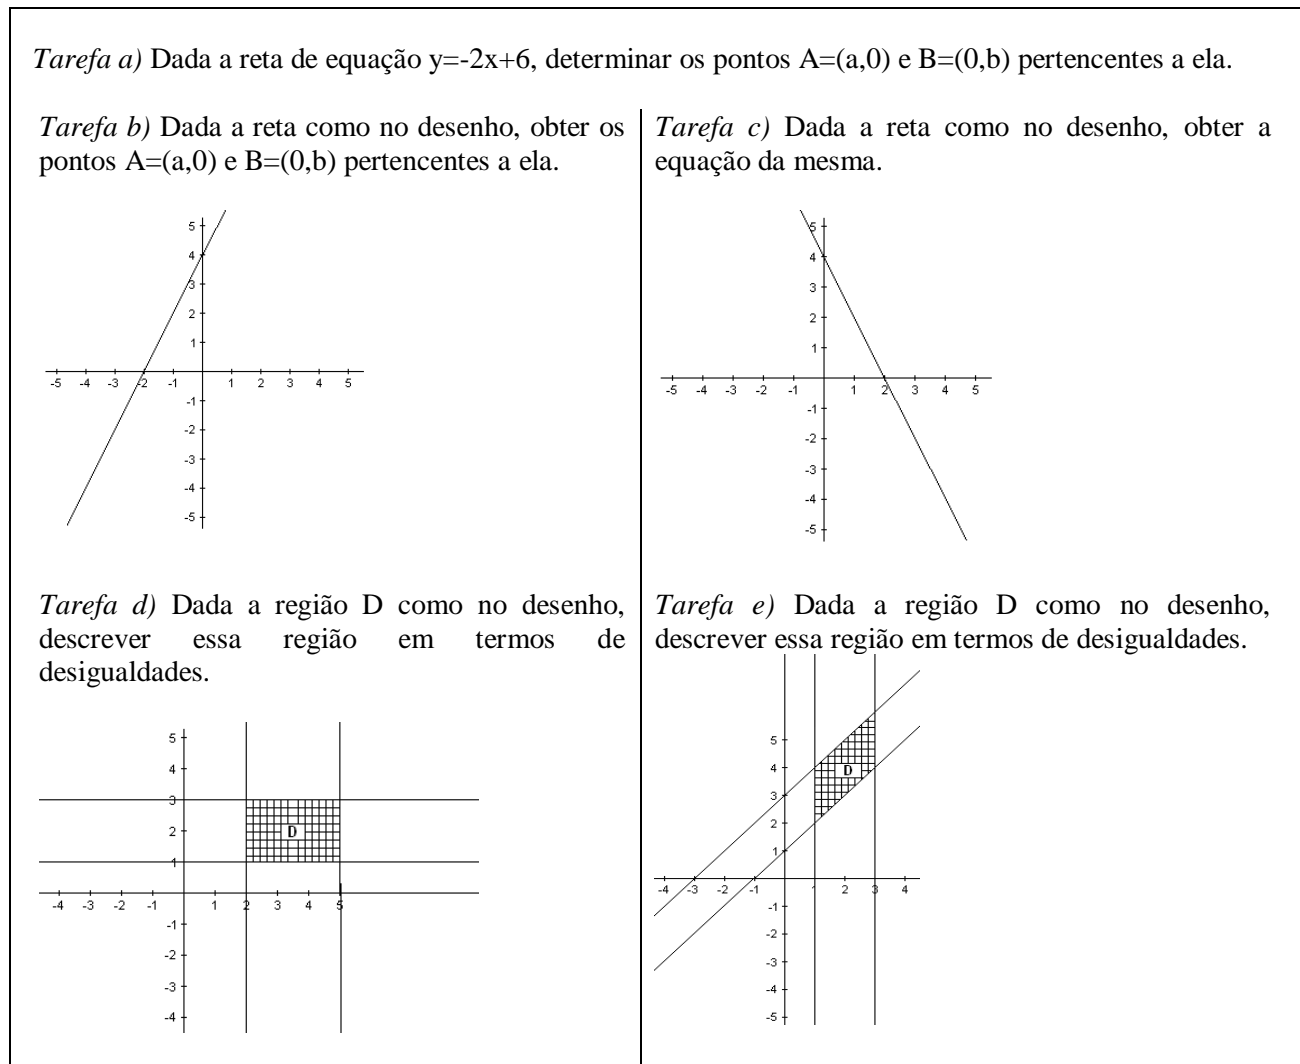 Tarefa a) Dada a reta de equação y=-2x+6, determinar os pontos A=(a,0) e B=(0,b) pertencentes a ela.
Tarefa b) Dada a reta como no desenho, obter os
pontos A=(a,0) e B=(0,b) pertencentes a ela.
5
4
3
2
1
-5 -4 -3 -2 -1 1 2 3 4 5
-1
-2
-3
-4
-5
Tarefa c) Dada a reta como no desenho, obter a
equação da mesma.
5
4
3
2
1
-5 -4 -3 -2 -1 1 2 3 4 5
-1
-2
-3
-4
-5
Tarefa d) Dada a região D como no desenho,
descrever essa região em termos de
desigualdades.
5
4
3
2
D
1
-4 -3 -2 -1 1 2 3 4 5
-1
-2
-3
-4
Tarefa e) Dada a região D como no desenho,
descrever essa região em termos de desigualdades.
5
4
D
3
2
1
-4 -3 -2 -1 1 2 3 4
-1
-2
-3
-4
-5